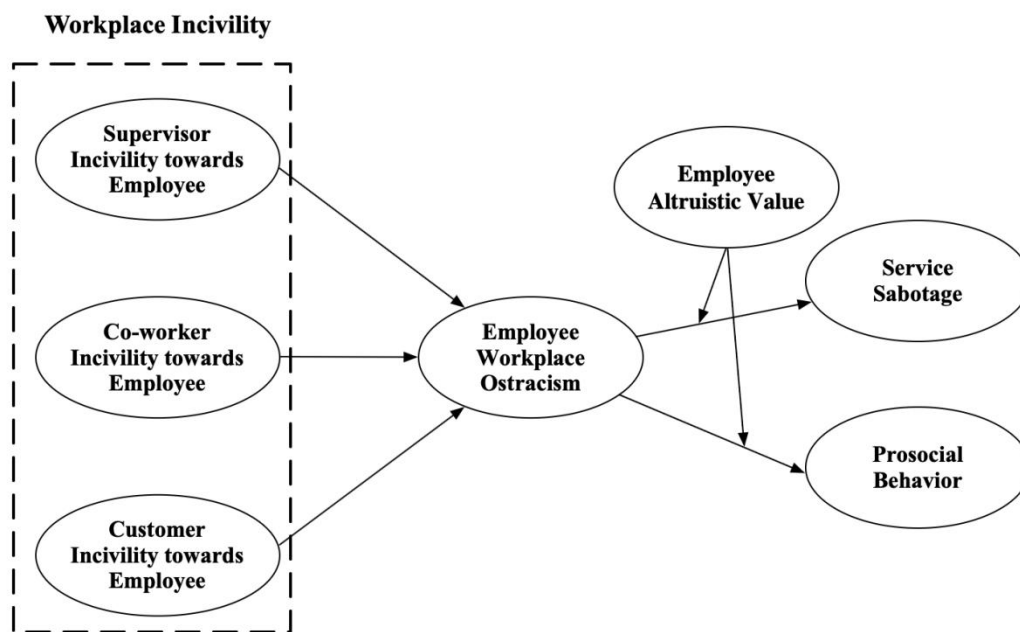 Workplace Incivility
Supervisor
Incivility towards
Employee
Co-worker
Incivility towards
Employee
Customer
Incivility towards
Employee
Employee
Workplace
Ostracism
Employee
Altruistic Value
Service
Sabotage
Prosocial
Behavior